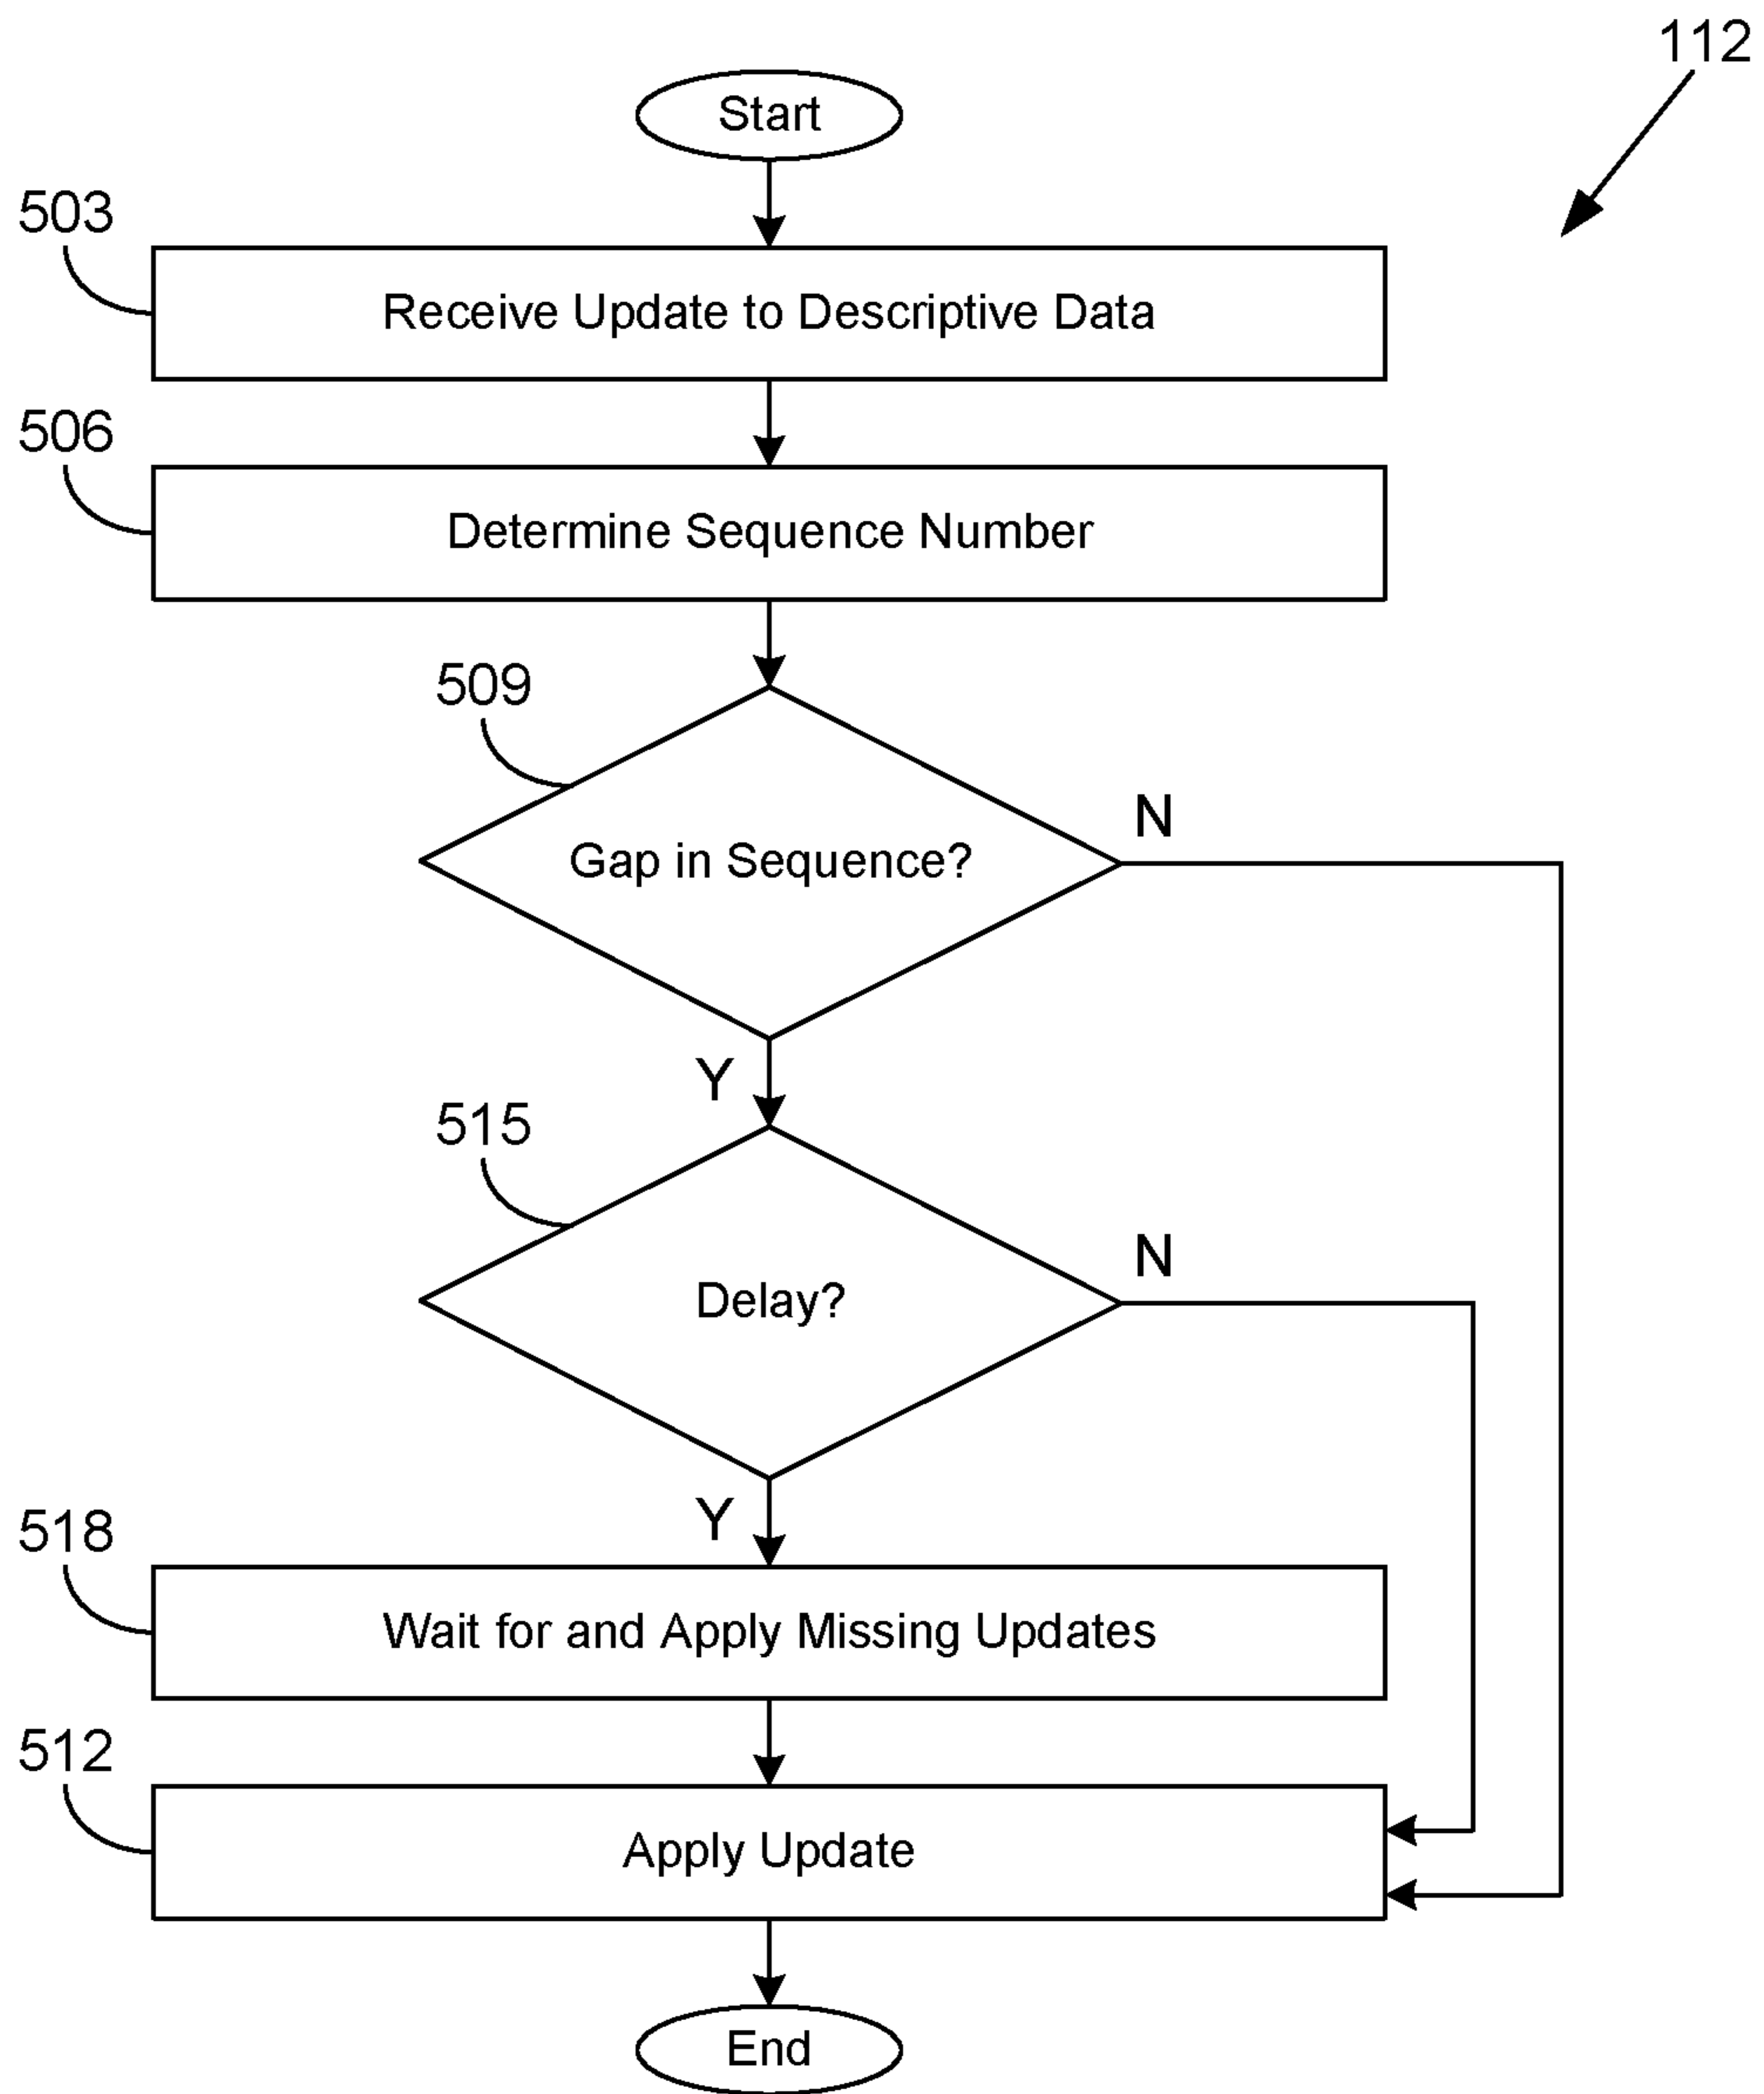 112
Start
503
Receive Update to Descriptive Data
506
Determine Sequence Number
509
Gap in Sequence?
N
Y
515
Delay?
N
Y
518
Wait for and Apply Missing Updates
512
Apply Update
End